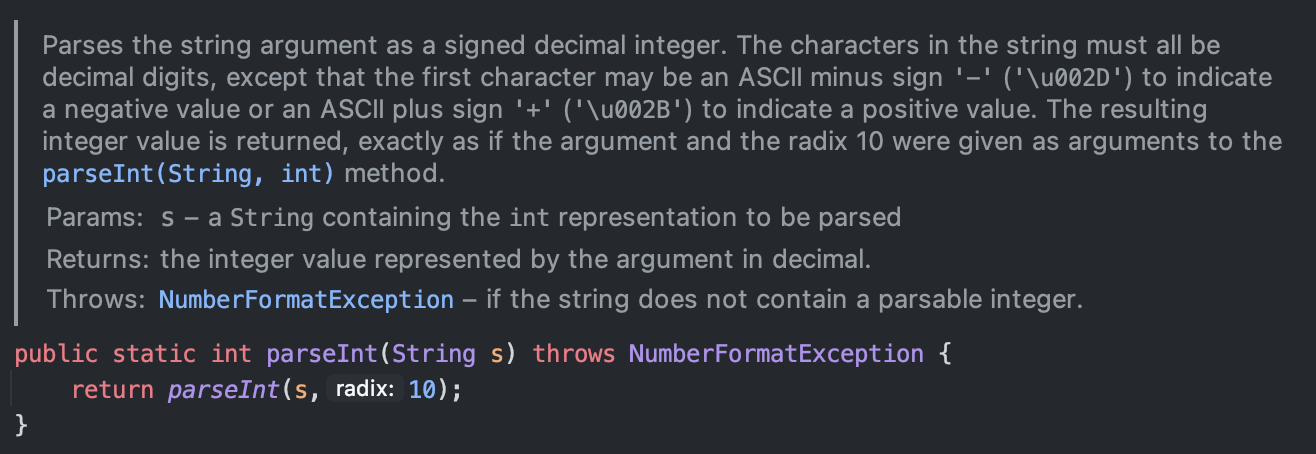 Parses the string argument as a signed decimal integer. The characters in the string must all be
decimal digits, except that the first character may be an ASCII minus sign '-' ('\u002D') to indicate
a negative value or an ASCII plus sign '+' ('\u002B') to indicate a positive value. The resulting
integer value is returned, exactly as if the argument and the radix 10 were given as arguments to the
parseInt(String, int) method.
Params: s – a String containing the int representation to be parsed
Returns: the integer value represented by the argument in decimal.
Throws: NumberFormatException – if the string does not contain a parsable integer.
public static int parseInt(String s) throws NumberFormatException {
    return parseInt(s, radix: 10);
}